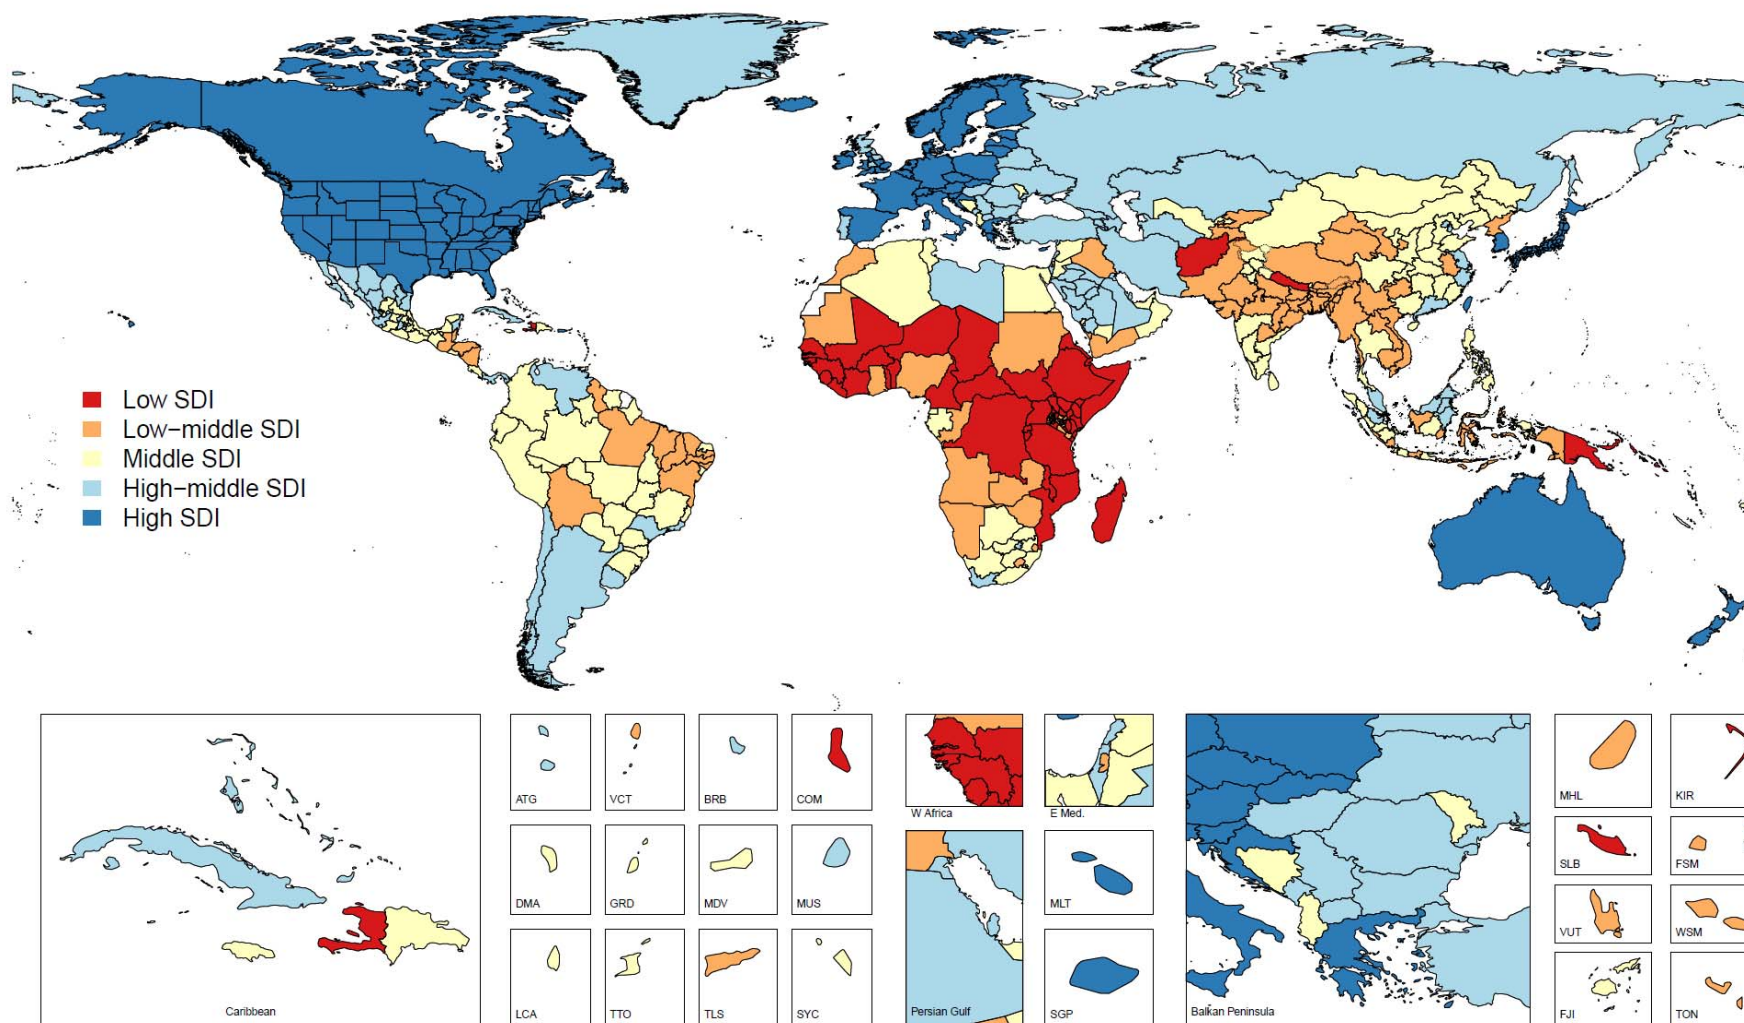 Low SDI
Low-middle SDI
Middle SDI
High-middle SDI
High SDI
Caribbean
ATG
VCT
BRB
COM
DMA
GRD
MDV
MUS
LCA
TTO
TLS
SYC
W Africa
E Med.
Persian Gulf
MLT
SGP
Balkan Peninsula
MHL
KIR
SLB
FSM
VUT
WSM
FJI
TON